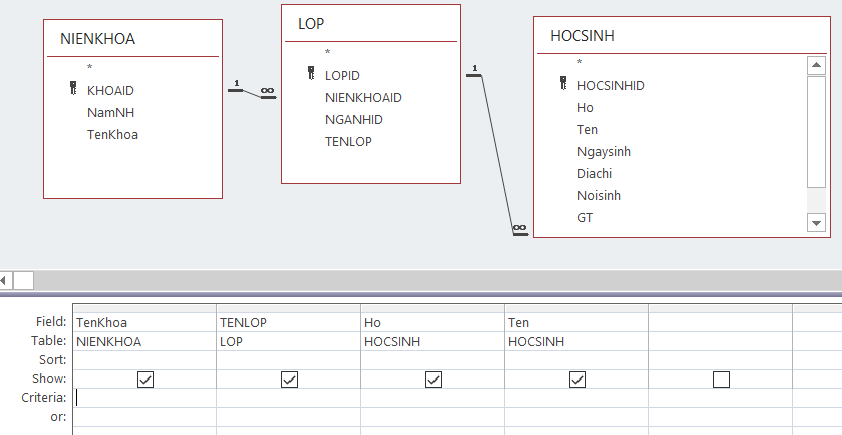 NIENKHOA
*
KHOAID
NamNH
TenKhoa
1 ∞
LOP
*
LOPID
NIENKHOAID
NGANHID
TENLOP
1
∞
HOCSINH
*
HOCSINHID
Ho
Ten
Ngaysinh
Diachi
Noisinh
GT
Field: TenKhoa TENLOP Ho Ten
Table: NIENKHOA LOP HOCSINH HOCSINH
Sort:
Show:
Criteria:
or: